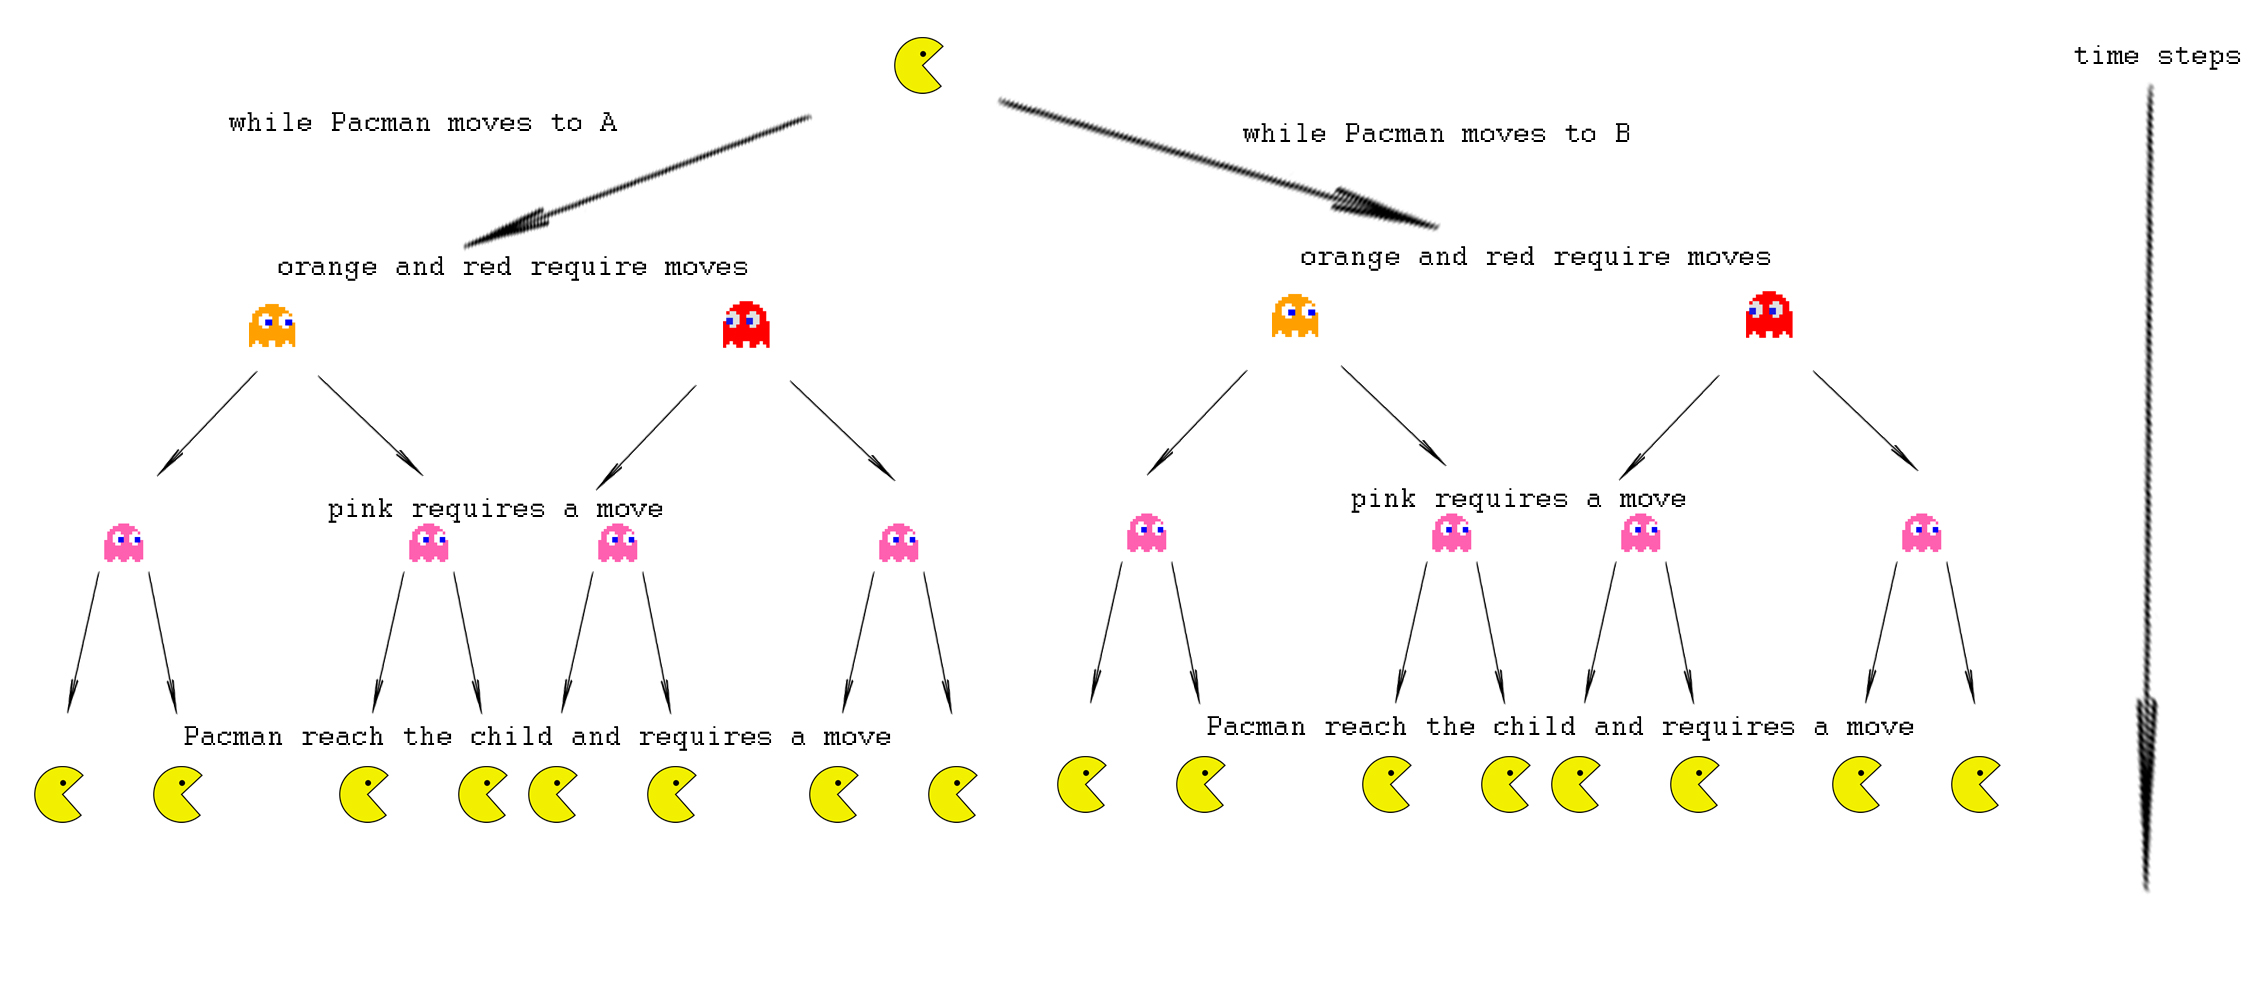 time steps
while Pacman moves to A
while Pacman moves to B
orange and red require moves
orange and red require moves
pink requires a move
pink requires a move
Pacman reach the child and requires a move
Pacman reach the child and requires a move